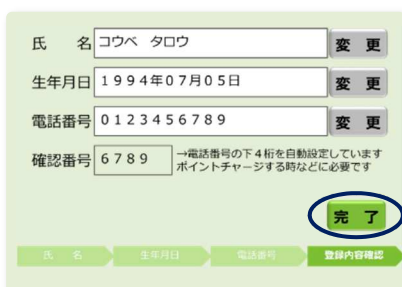 氏 名 コウベ タロウ 変 更
生年月日 1994年07月05日 変 更
電話番号 0123456789 変 更
確認番号 6789 →電話番号の下4桁を自動設定しています
ポイントチャージする時などに必要です
完 了
氏 名 生年月日 電話番号 登録内容確認